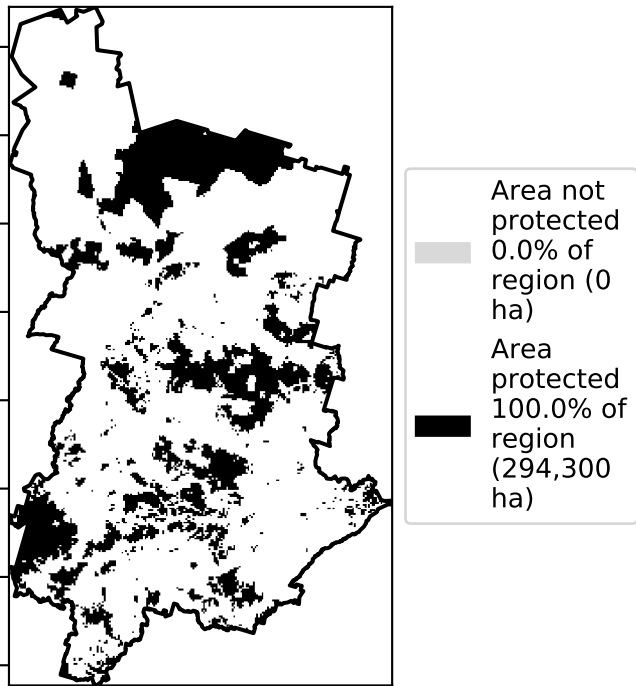 Area not
protected
0.0% of
region (0
ha)
Area
protected
100.0% of
region
(294,300
ha)